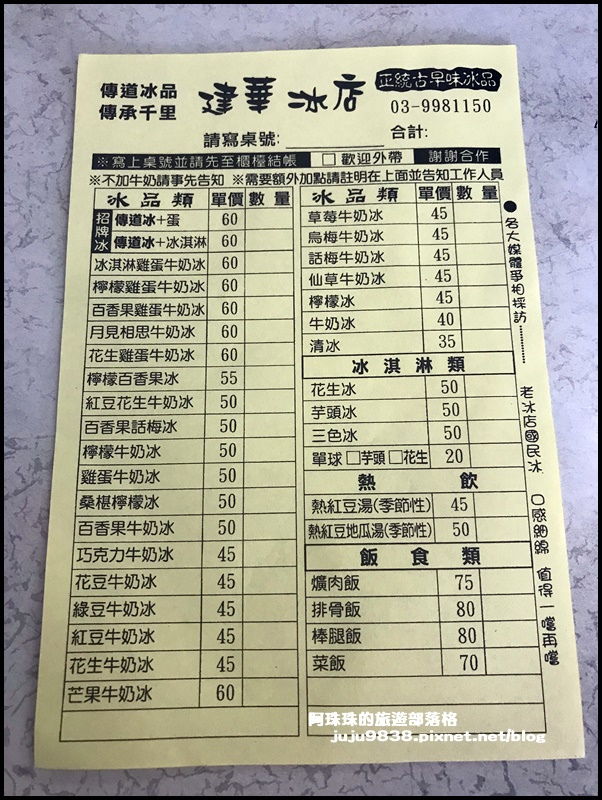 傳道冰品
傳承千里
建華冰店
正統古早味冰品
03-9981150
請寫桌號:
合計:
※寫上桌號並請先至櫃檯結帳 □ 歡迎外帶 謝謝合作
※不加牛奶請事先告知 ※需要額外加點請註明在上面並告知工作人員
冰品類 單價 數量
招牌冰
傳道冰+蛋 60
傳道冰+冰淇淋 60
冰淇淋雞蛋牛奶冰 60
檸檬雞蛋牛奶冰 60
百香果雞蛋牛奶冰 60
月見相思牛奶冰 60
花生雞蛋牛奶冰 60
檸檬百香果冰 55
紅豆花生牛奶冰 50
百香果話梅冰 50
檸檬牛奶冰 50
雞蛋牛奶冰 50
桑椹檸檬冰 50
百香果牛奶冰 50
巧克力牛奶冰 45
花豆牛奶冰 45
綠豆牛奶冰 45
紅豆牛奶冰 45
花生牛奶冰 45
芒果牛奶冰 60
冰品類 單價 數量
草莓牛奶冰 45
烏梅牛奶冰 45
話梅牛奶冰 45
仙草牛奶冰 45
檸檬冰 45
牛奶冰 40
清冰 35
冰淇淋類
花生冰 50
芋頭冰 50
三色冰 50
單球 □芋頭 □花生 20
熱飲
熱紅豆湯(季節性) 45
熱紅豆地瓜湯(季節性) 50
飯食類
爌肉飯 75
排骨飯 80
棒腿飯 80
菜飯 70
●各大媒體爭相採訪......... 老冰店國民冰 口感細綿 值得一嚐再嚐
阿珠珠的旅遊部落格
juju9838.pixnet.net/blog